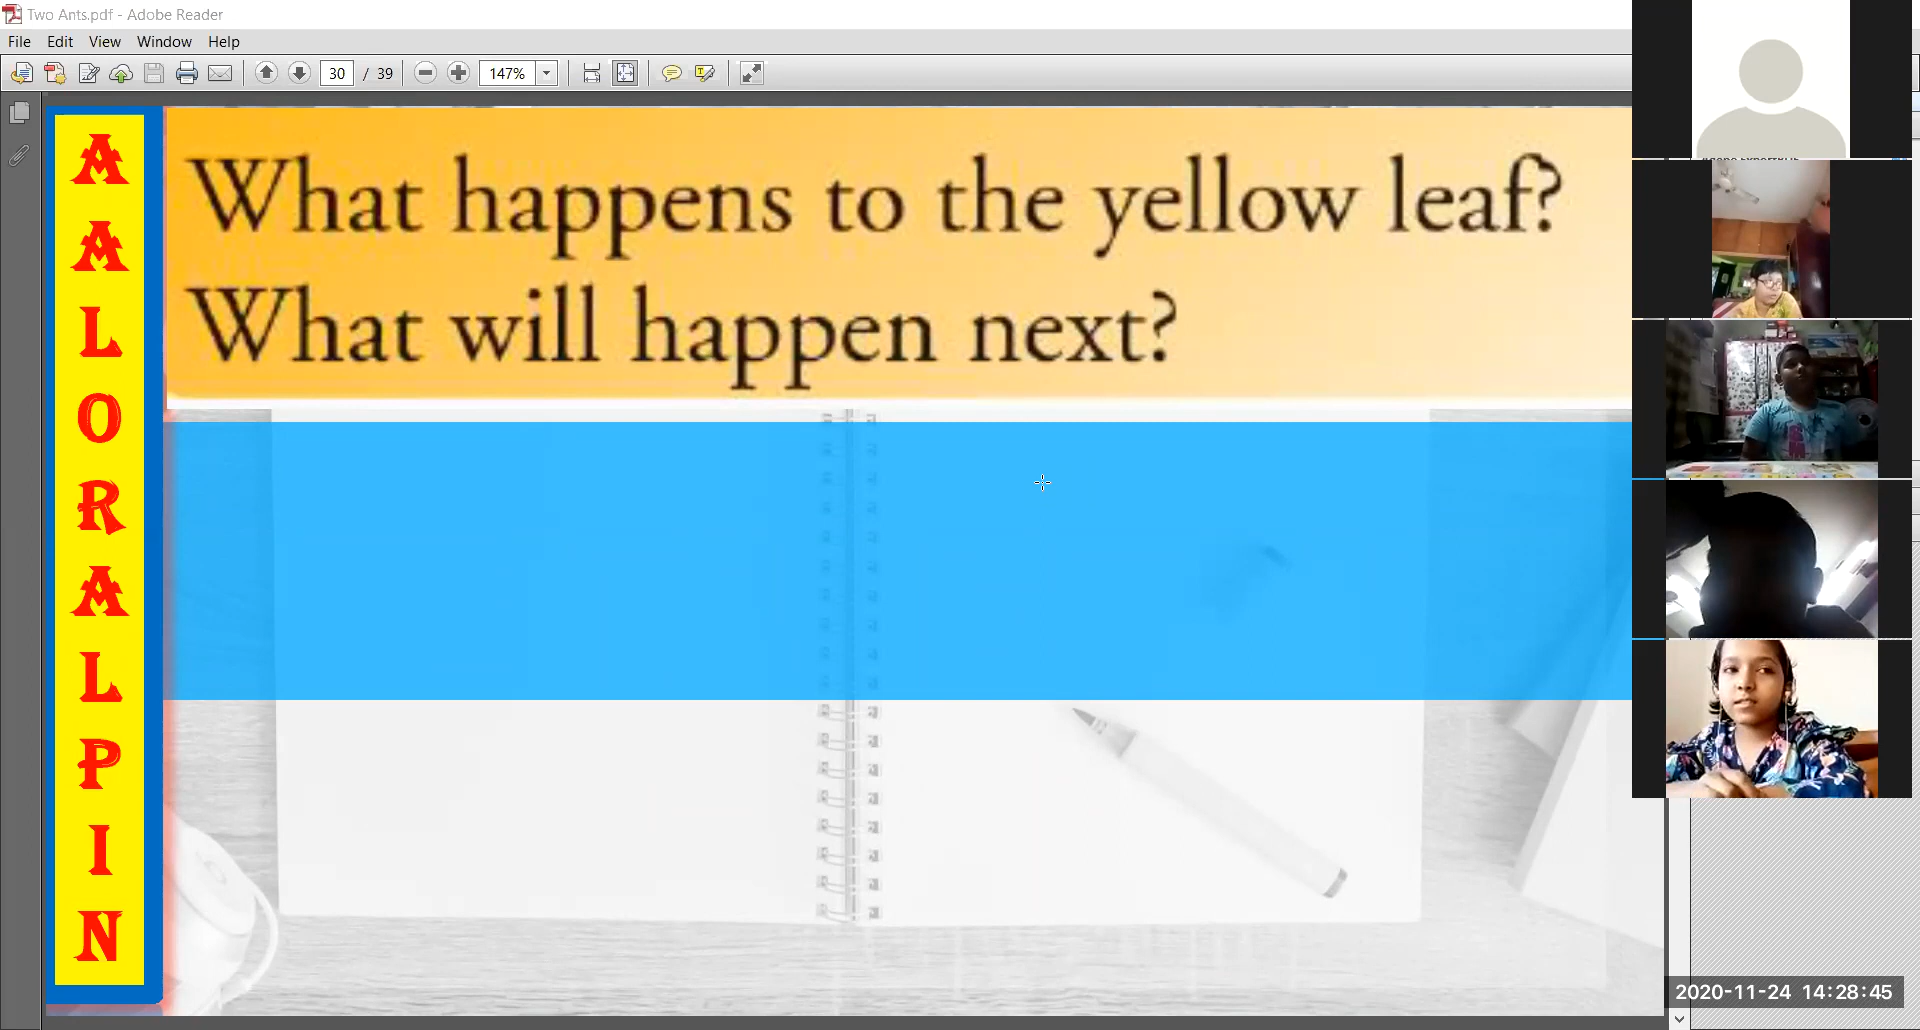 Two Ants.pdf - Adobe Reader
File Edit View Window Help
30 / 39 147%
AALORALPIN
What happens to the yellow leaf?
What will happen next?
2020-11-24 14:28:45